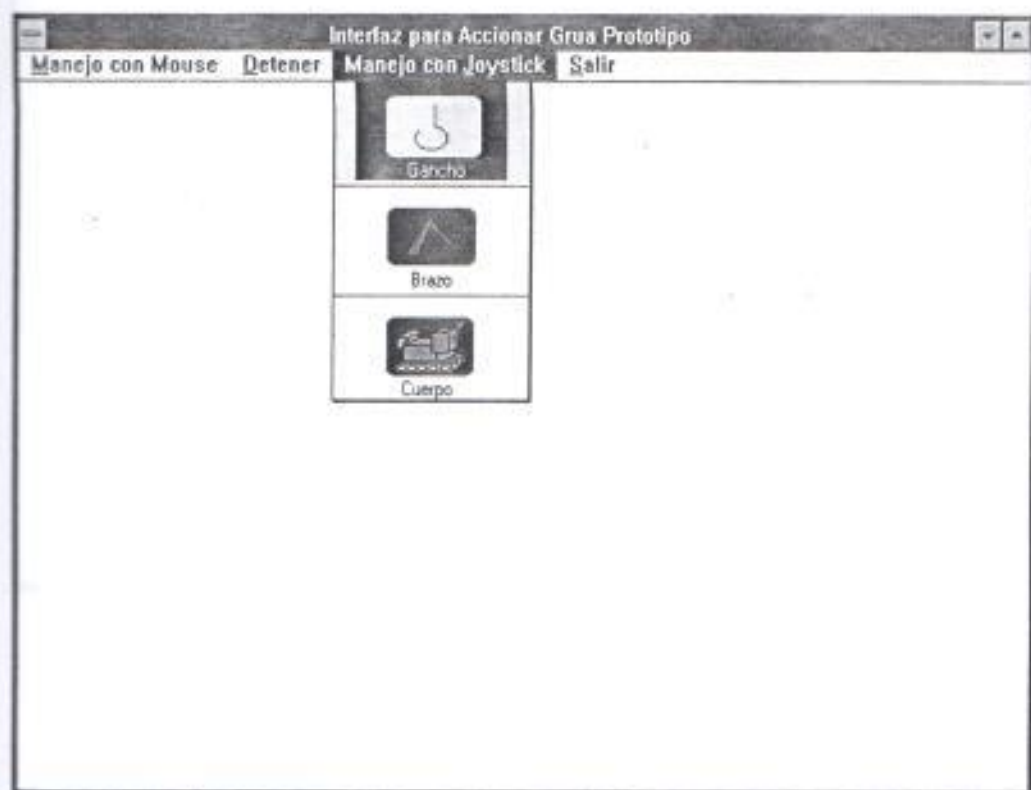 Interfaz para Accionar Grua Prototipo
Manejo con Mouse Detener Manejo con Joystick Salir
Gancho
Brazo
Cuerpo